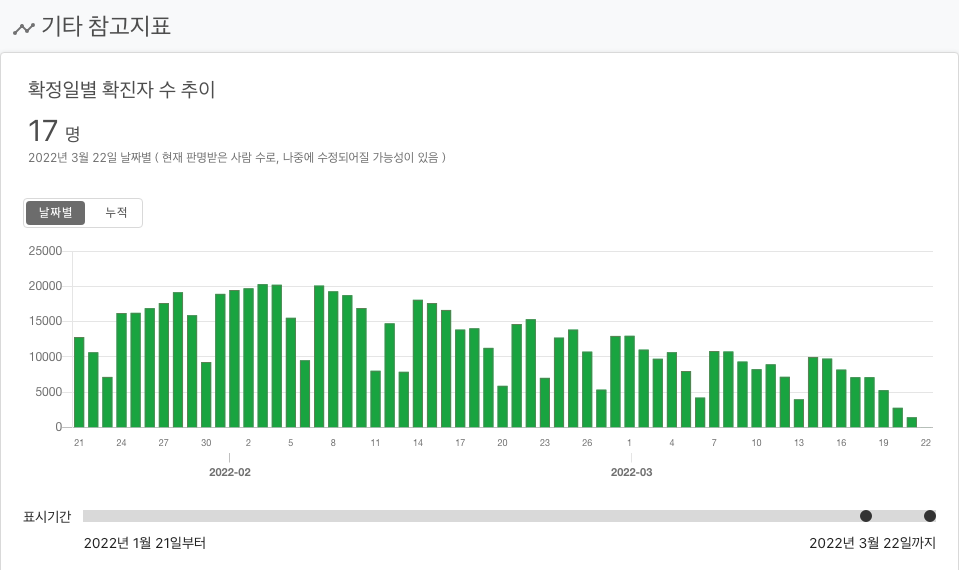 기타 참고지표
확정일별 확진자 수 추이
17 명
2022년 3월 22일 날짜별 ( 현재 판명받은 사람 수로, 나중에 수정되어질 가능성이 있음 )
날짜별 누적
25000
20000
15000
10000
5000
0
21 24 27 30 2 5 8 11 14 17 20 23 26 1 4 7 10 13 16 19 22
2022-02 2022-03
표시기간
2022년 1월 21일부터 2022년 3월 22일까지